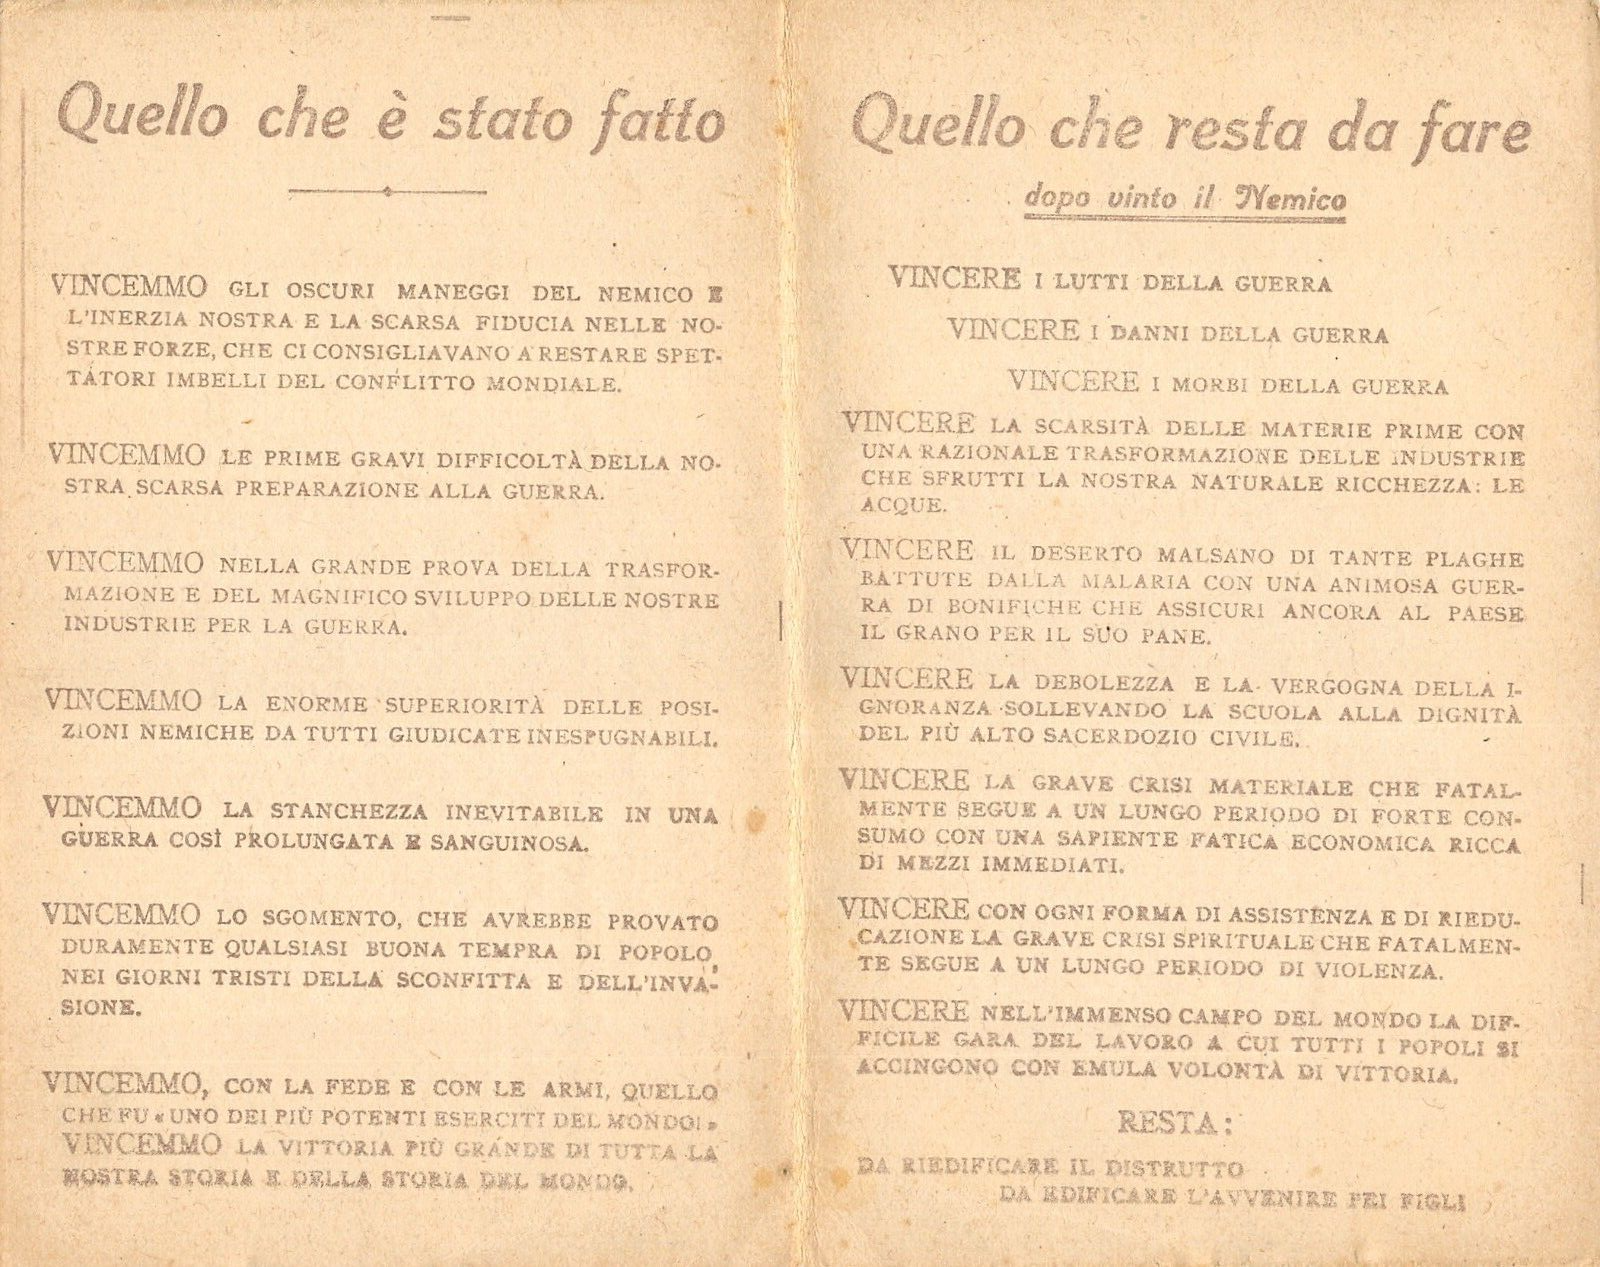 Quello che è stato fatto
VINCEMMO GLI OSCURI MANEGGI DEL NEMICO E
L'INERZIA NOSTRA E LA SCARSA FIDUCIA NELLE NO-
STRE FORZE, CHE CI CONSIGLIAVANO A RESTARE SPET-
TATORI IMBELLI DEL CONFLITTO MONDIALE.
VINCEMMO LE PRIME GRAVI DIFFICOLTÀ DELLA NO-
STRA SCARSA PREPARAZIONE ALLA GUERRA.
VINCEMMO NELLA GRANDE PROVA DELLA TRASFOR-
MAZIONE E DEL MAGNIFICO SVILUPPO DELLE NOSTRE
INDUSTRIE PER LA GUERRA.
VINCEMMO LA ENORME SUPERIORITÀ DELLE POSI-
ZIONI NEMICHE DA TUTTI GIUDICATE INESPUGNABILI.
VINCEMMO LA STANCHEZZA INEVITABILE IN UNA
GUERRA COSÌ PROLUNGATA E SANGUINOSA.
VINCEMMO LO SGOMENTO, CHE AVREBBE PROVATO
DURAMENTE QUALSIASI BUONA TEMPRA DI POPOLO,
NEI GIORNI TRISTI DELLA SCONFITTA E DELL'INVA-
SIONE.
VINCEMMO, CON LA FEDE E CON LE ARMI, QUELLO
CHE FU « UNO DEI PIÙ POTENTI ESERCITI DEL MONDO! »
VINCEMMO LA VITTORIA PIÙ GRANDE DI TUTTA LA
NOSTRA STORIA E DELLA STORIA DEL MONDO.
Quello che resta da fare
dopo vinto il Nemico
VINCERE I LUTTI DELLA GUERRA
VINCERE I DANNI DELLA GUERRA
VINCERE I MORBI DELLA GUERRA
VINCERE LA SCARSITÀ DELLE MATERIE PRIME CON
UNA RAZIONALE TRASFORMAZIONE DELLE INDUSTRIE
CHE SFRUTTI LA NOSTRA NATURALE RICCHEZZA: LE
ACQUE.
VINCERE IL DESERTO MALSANO DI TANTE PLAGHE
BATTUTE DALLA MALARIA CON UNA ANIMOSA GUER-
RA DI BONIFICHE CHE ASSICURI ANCORA AL PAESE
IL GRANO PER IL SUO PANE.
VINCERE LA DEBOLEZZA E LA VERGOGNA DELLA I-
GNORANZA SOLLEVANDO LA SCUOLA ALLA DIGNITÀ
DEL PIÙ ALTO SACERDOZIO CIVILE.
VINCERE LA GRAVE CRISI MATERIALE CHE FATAL-
MENTE SEGUE A UN LUNGO PERIODO DI FORTE CON-
SUMO CON UNA SAPIENTE FATICA ECONOMICA RICCA
DI MEZZI IMMEDIATI.
VINCERE CON OGNI FORMA DI ASSISTENZA E DI RIEDU-
CAZIONE LA GRAVE CRISI SPIRITUALE CHE FATALMEN-
TE SEGUE A UN LUNGO PERIODO DI VIOLENZA.
VINCERE NELL'IMMENSO CAMPO DEL MONDO LA DIF-
FICILE GARA DEL LAVORO A CUI TUTTI I POPOLI SI
ACCINGONO CON EMULA VOLONTÀ DI VITTORIA.
RESTA:
DA RIEDIFICARE IL DISTRUTTO
DA EDIFICARE L'AVVENIRE PEI FIGLI